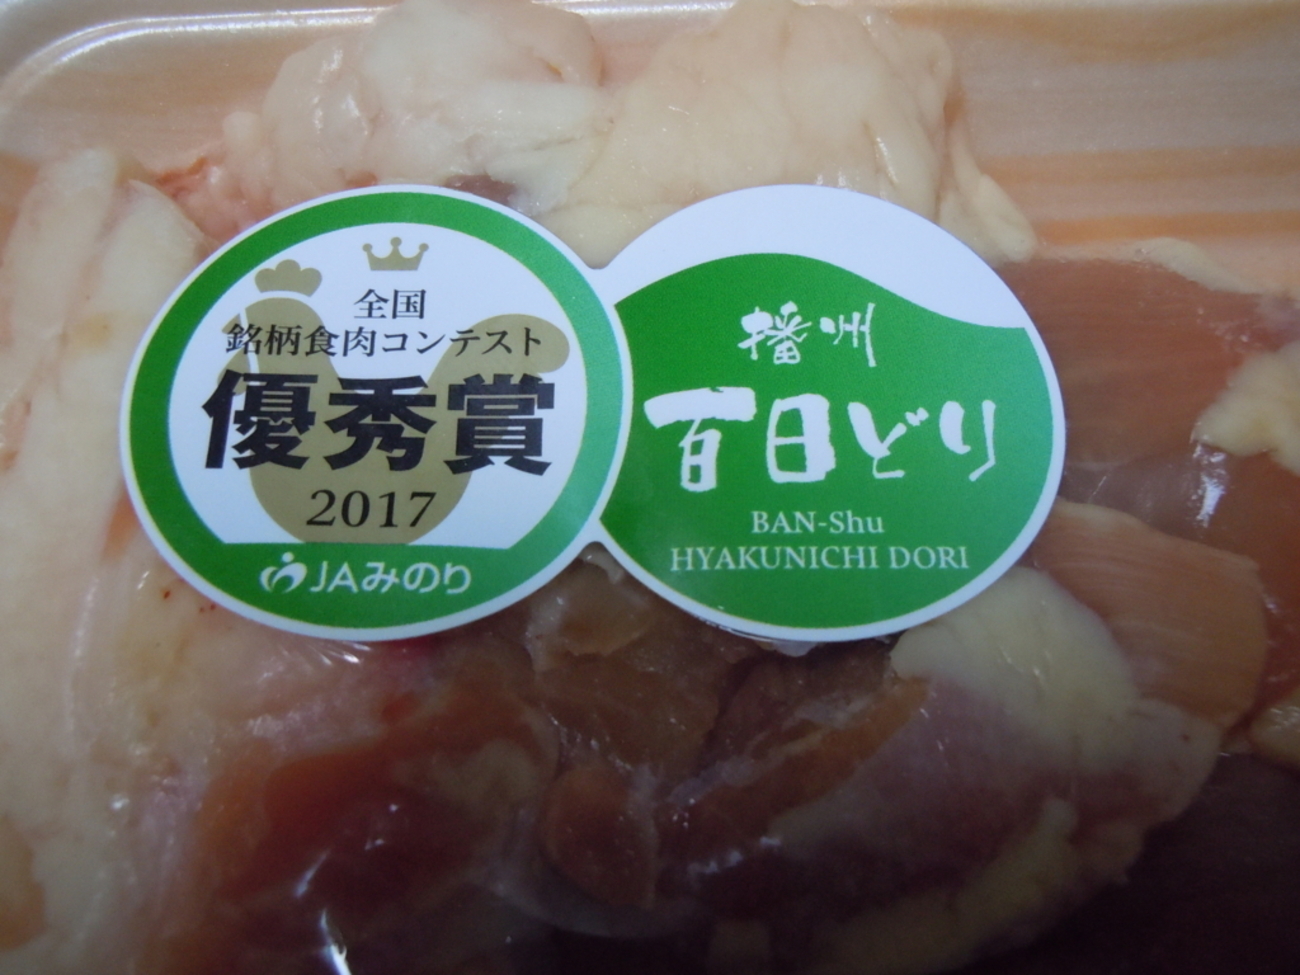 全国
銘柄食肉コンテスト
優秀賞
2017
JAみのり
播州
百日どり
BAN-Shu
HYAKUNICHI DORI